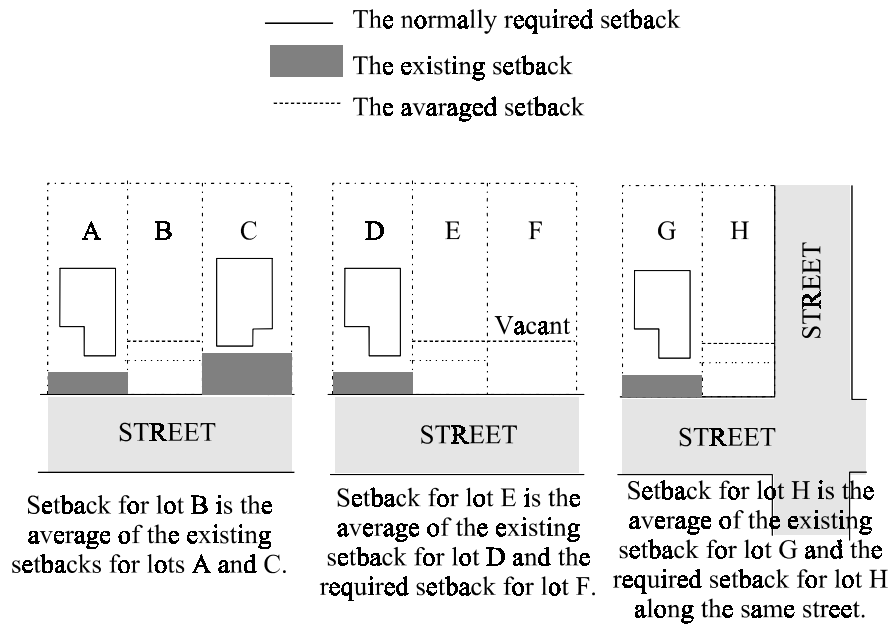 The normally required setback
The existing setback
The avaraged setback
A B C
D E F
G H
Vacant
STREET
STREET
STREET
STREET
Setback for lot B is the
average of the existing
setbacks for lots A and C.
Setback for lot E is the
average of the existing
setback for lot D and the
required setback for lot F.
Setback for lot H is the
average of the existing
setback for lot G and the
required setback for lot H
along the same street.